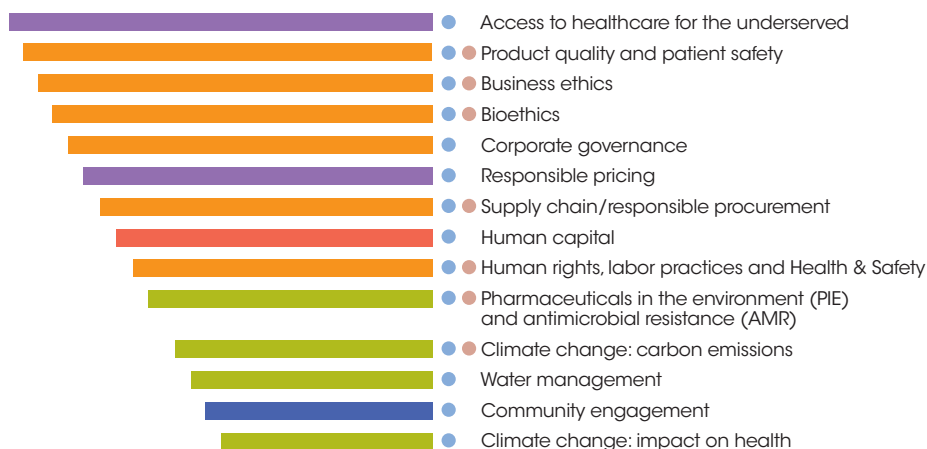 Access to healthcare for the underserved
Product quality and patient safety
Business ethics
Bioethics
Corporate governance
Responsible pricing
Supply chain/responsible procurement
Human capital
Human rights, labor practices and Health & Safety
Pharmaceuticals in the environment (PIE)
and antimicrobial resistance (AMR)
Climate change: carbon emissions
Water management
Community engagement
Climate change: impact on health